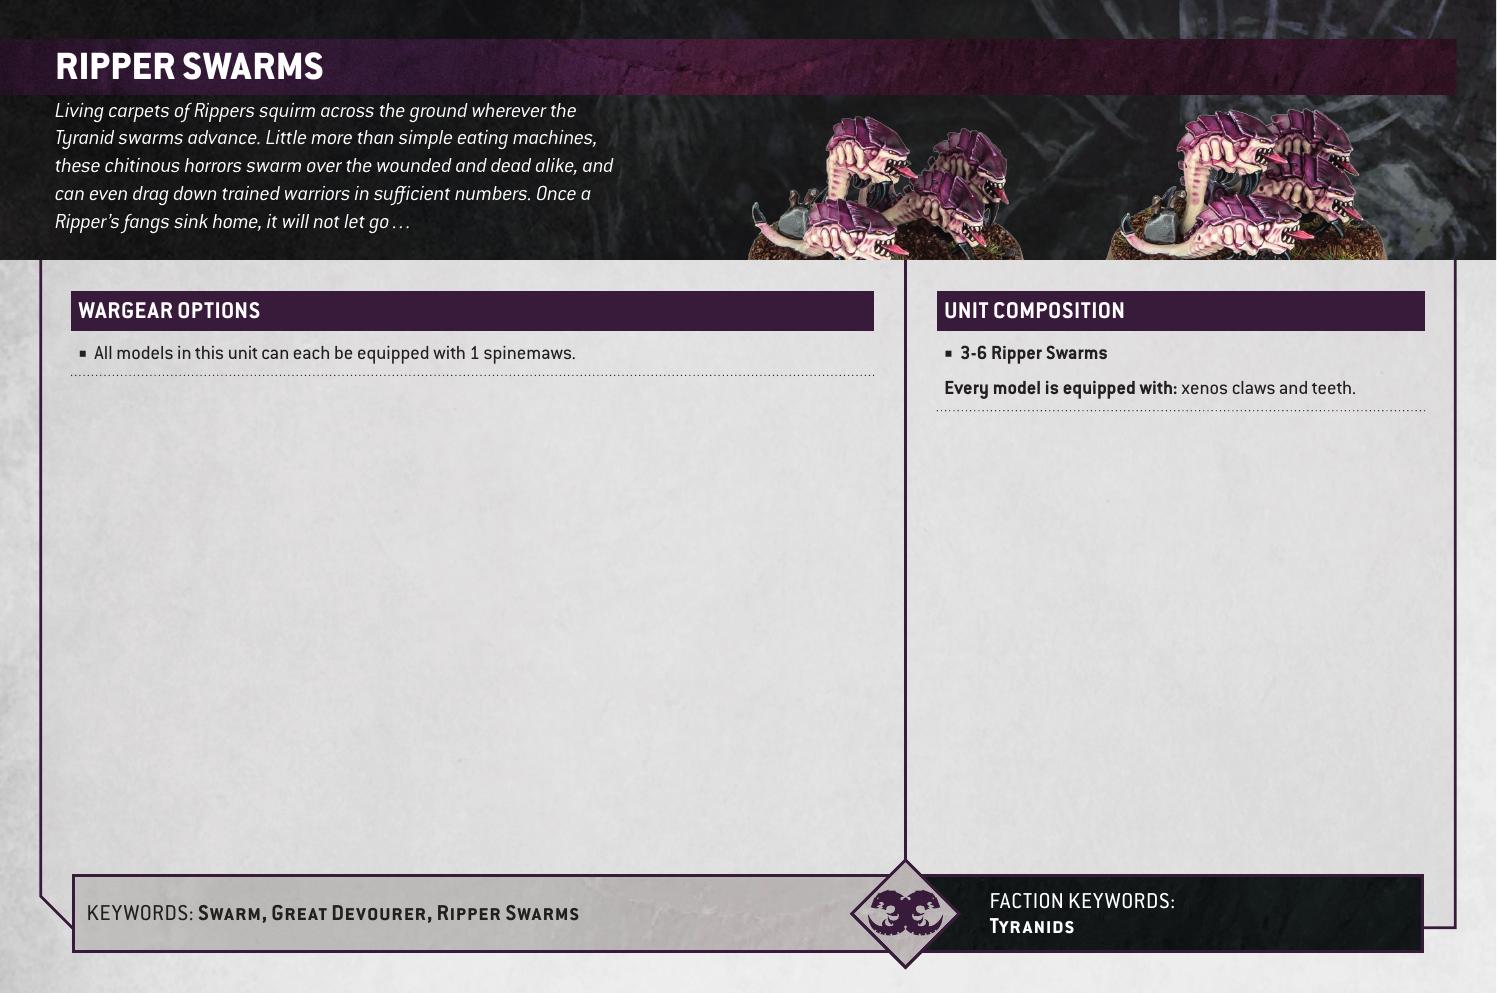 RIPPER SWARMS
Living carpets of Rippers squirm across the ground wherever the
Tyranid swarms advance. Little more than simple eating machines,
these chitinous horrors swarm over the wounded and dead alike, and
can even drag down trained warriors in sufficient numbers. Once a
Ripper's fangs sink home, it will not let go…
WARGEAR OPTIONS
■ All models in this unit can each be equipped with 1 spinemaws.
UNIT COMPOSITION
■ 3-6 Ripper Swarms
Every model is equipped with: xenos claws and teeth.
KEYWORDS: Swarm, Great Devourer, Ripper Swarms
FACTION KEYWORDS:
Tyranids